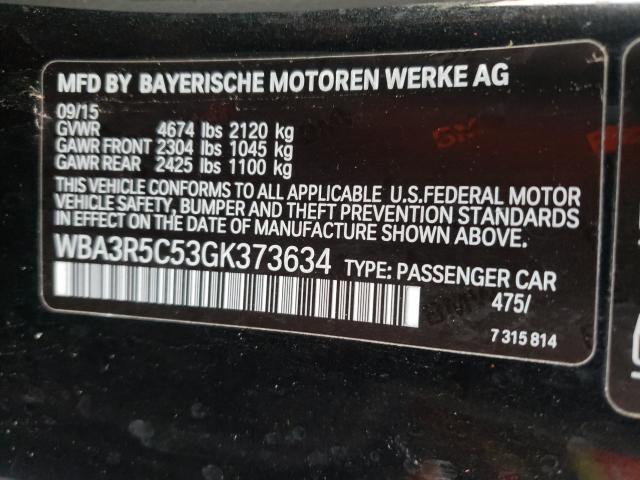 MFD BY BAYERISCHE MOTOREN WERKE AG
09/15
GVWR 4674 lbs 2120 kg
GAWR FRONT 2304 lbs 1045 kg
GAWR REAR 2425 lbs 1100 kg
THIS VEHICLE CONFORMS TO ALL APPLICABLE U.S.FEDERAL MOTOR
VEHICLE SAFETY, BUMPER AND THEFT PREVENTION STANDARDS
IN EFFECT ON THE DATE OF MANUFACTURE SHOWN ABOVE.
WBA3R5C53GK373634 TYPE: PASSENGER CAR
475/
7 315 814